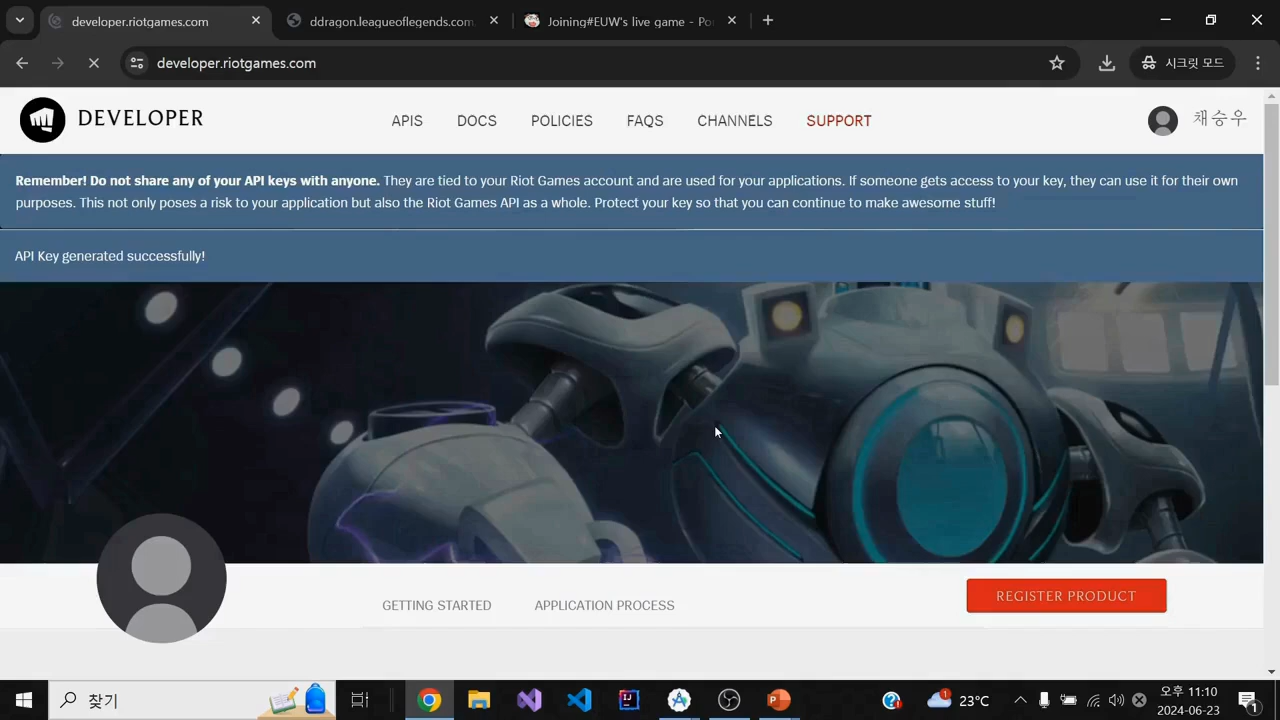 developer.riotgames.com
ddragon.leagueoflegends.com
Joining#EUW's live game - Po
developer.riotgames.com
시크릿 모드
DEVELOPER
APIS
DOCS
POLICIES
FAQS
CHANNELS
SUPPORT
채승우
Remember! Do not share any of your API keys with anyone. They are tied to your Riot Games account and are used for your applications. If someone gets access to your key, they can use it for their own
purposes. This not only poses a risk to your application but also the Riot Games API as a whole. Protect your key so that you can continue to make awesome stuff!
API Key generated successfully!
GETTING STARTED
APPLICATION PROCESS
REGISTER PRODUCT
찾기
1
23°C
오후 11:10
2024-06-23
1